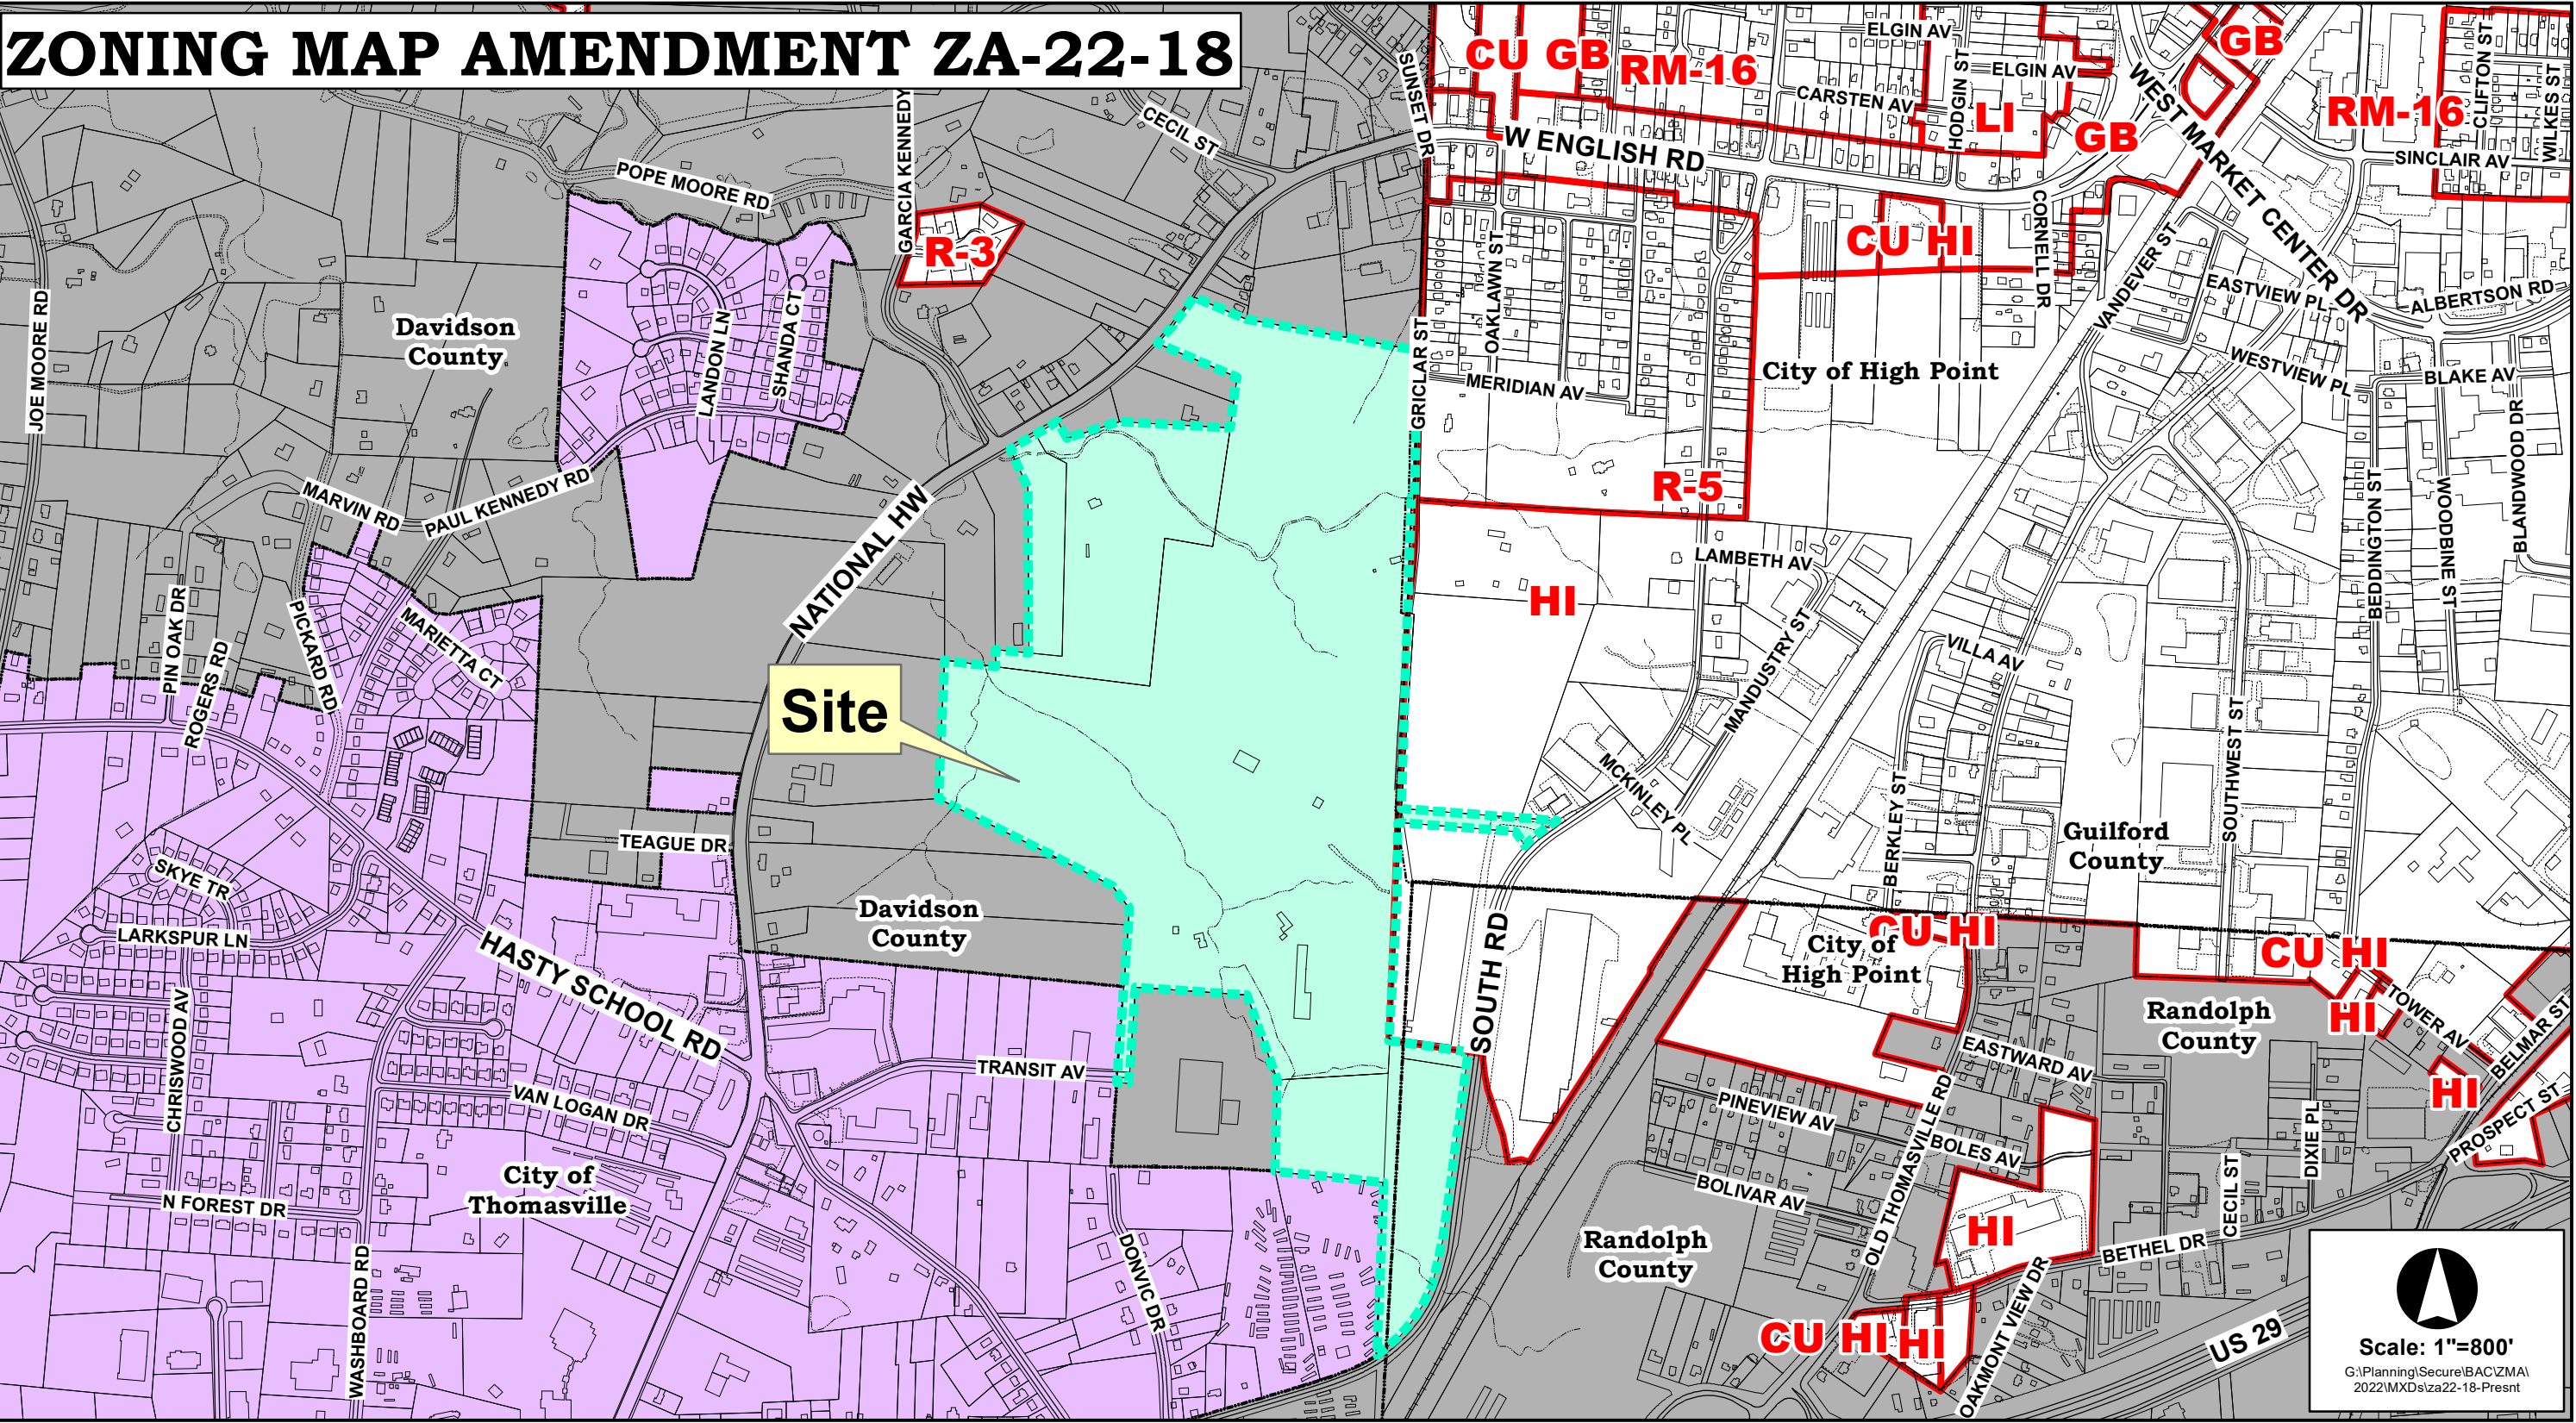 ZONING MAP AMENDMENT ZA-22-18
CU GB
RM-16
ELGIN AV
ELGIN AV
HODGIN ST
LI
GB
GB
WEST MARKET CENTER DR
RM-16
CLIFTON ST
WILKES ST
SINCLAIR AV
CARSTEN AV
SUNSET DR
W ENGLISH RD
CECIL ST
GARCIA KENNEDY
POPE MOORE RD
R-3
CU HI
CORNELL DR
VANDEVER ST
EASTVIEW PL
ALBERTSON RD
WESTVIEW PL
BLAKE AV
BLANDWOOD DR
WOODBINE ST
BEDDINGTON ST
JOE MOORE RD
Davidson
County
LANDON LN
SHANDA CT
GRICLAR ST
OAKLAWN ST
MERIDIAN AV
City of High Point
R-5
MARVIN RD
PAUL KENNEDY RD
NATIONAL HW
LAMBETH AV
HI
MANDUSTRY ST
VILLA AV
PIN OAK DR
ROGERS RD
PICKARD RD
MARIETTA CT
Site
MCKINLEY PL
BERKLEY ST
SOUTHWEST ST
Guilford
County
TEAGUE DR
SKYE TR
LARKSPUR LN
Davidson
County
HASTY SCHOOL RD
SOUTH RD
CU HI
City of
High Point
CU HI
HI
TOWER AV
BELMAR ST
HI
PROSPECT ST
Randolph
County
EASTWARD AV
CHRISWOOD AV
TRANSIT AV
VAN LOGAN DR
PINEVIEW AV
BOLES AV
OLD THOMASVILLE RD
DIXIE PL
CECIL ST
City of
Thomasville
N FOREST DR
WASHBOARD RD
DONVIC DR
BOLIVAR AV
Randolph
County
HI
BETHEL DR
CU HI
HI
OAKMONT VIEW DR
US 29
Scale: 1"=800'
G:\Planning\Secure\BAC\ZMA\
2022\MXDs\za22-18-Presnt